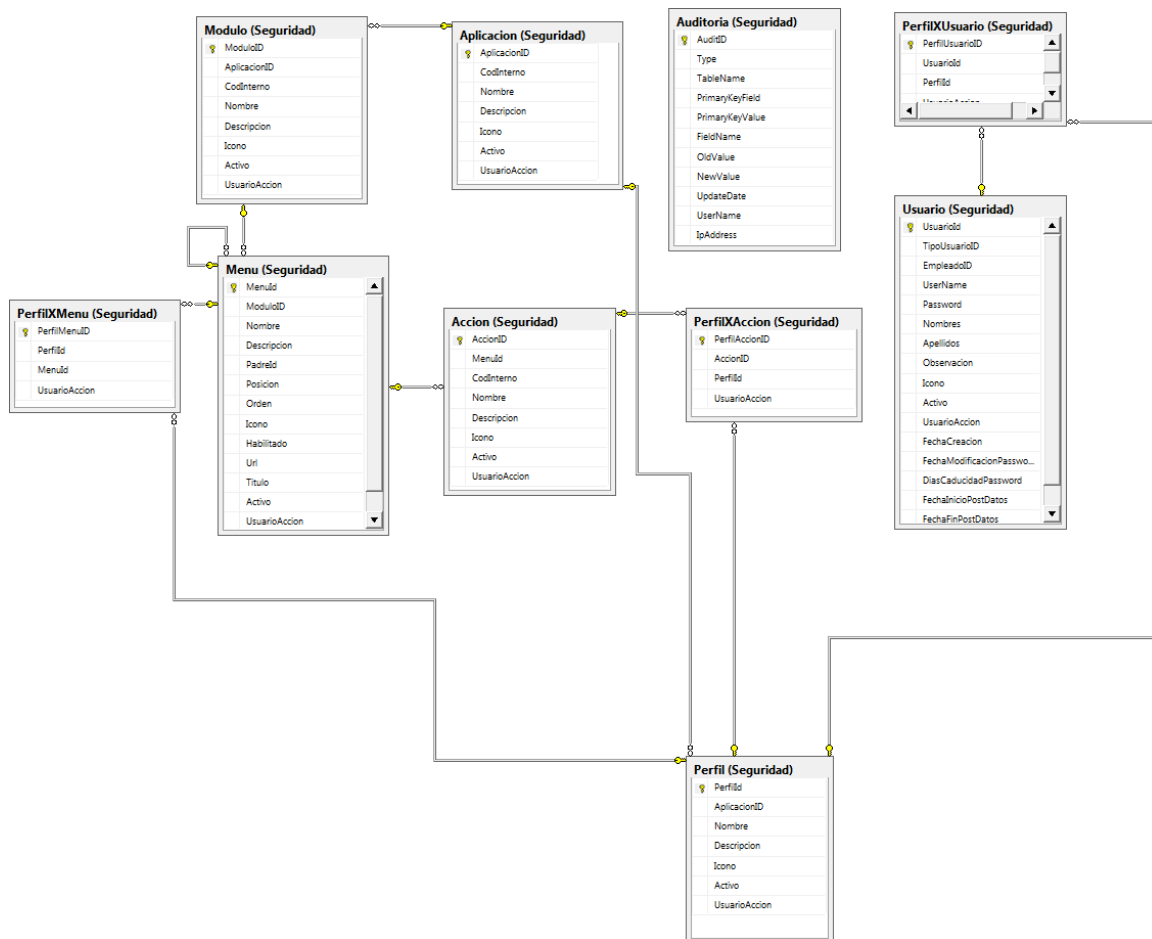 Modulo (Seguridad)
ModuloID
AplicacionID
CodInterno
Nombre
Descripcion
Icono
Activo
UsuarioAccion
Aplicacion (Seguridad)
AplicacionID
CodInterno
Nombre
Descripcion
Icono
Activo
UsuarioAccion
Auditoria (Seguridad)
AuditID
Type
TableName
PrimaryKeyField
PrimaryKeyValue
FieldName
OldValue
NewValue
UpdateDate
UserName
IpAddress
PerfilXUsuario (Seguridad)
PerfilUsuarioID
UsuarioId
PerfilId
UsuarioAccion
Usuario (Seguridad)
UsuarioId
TipoUsuarioID
EmpleadoID
UserName
Password
Nombres
Apellidos
Observacion
Icono
Activo
UsuarioAccion
FechaCreacion
FechaModificacionPasswo...
DiasCaducidadPassword
FechaInicioPostDatos
FechaFinPostDatos
Menu (Seguridad)
MenuId
ModuloID
Nombre
Descripcion
PadreId
Posicion
Orden
Icono
Habilitado
Url
Titulo
Activo
UsuarioAccion
PerfilXMenu (Seguridad)
PerfilMenuID
PerfilId
MenuId
UsuarioAccion
Accion (Seguridad)
AccionID
MenuId
CodInterno
Nombre
Descripcion
Icono
Activo
UsuarioAccion
PerfilXAccion (Seguridad)
PerfilAccionID
AccionID
PerfilId
UsuarioAccion
Perfil (Seguridad)
PerfilId
AplicacionID
Nombre
Descripcion
Icono
Activo
UsuarioAccion